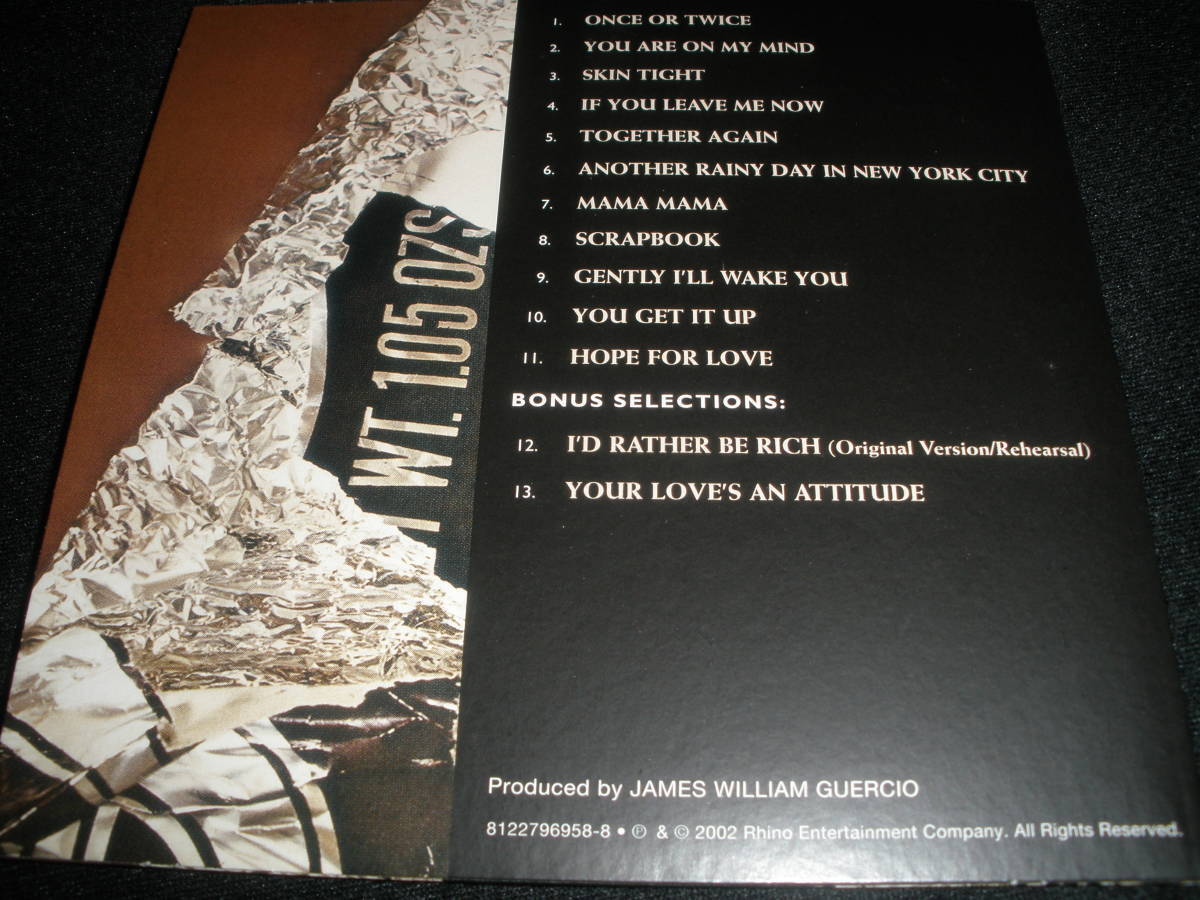 1. ONCE OR TWICE
2. YOU ARE ON MY MIND
3. SKIN TIGHT
4. IF YOU LEAVE ME NOW
5. TOGETHER AGAIN
6. ANOTHER RAINY DAY IN NEW YORK CITY
7. MAMA MAMA
8. SCRAPBOOK
9. GENTLY I'LL WAKE YOU
10. YOU GET IT UP
11. HOPE FOR LOVE
BONUS SELECTIONS:
12. I'D RATHER BE RICH (Original Version/Rehearsal)
13. YOUR LOVE'S AN ATTITUDE
Produced by JAMES WILLIAM GUERCIO
8122796958-8 • ℗ & © 2002 Rhino Entertainment Company. All Rights Reserved.
WT. 1.05 OZS